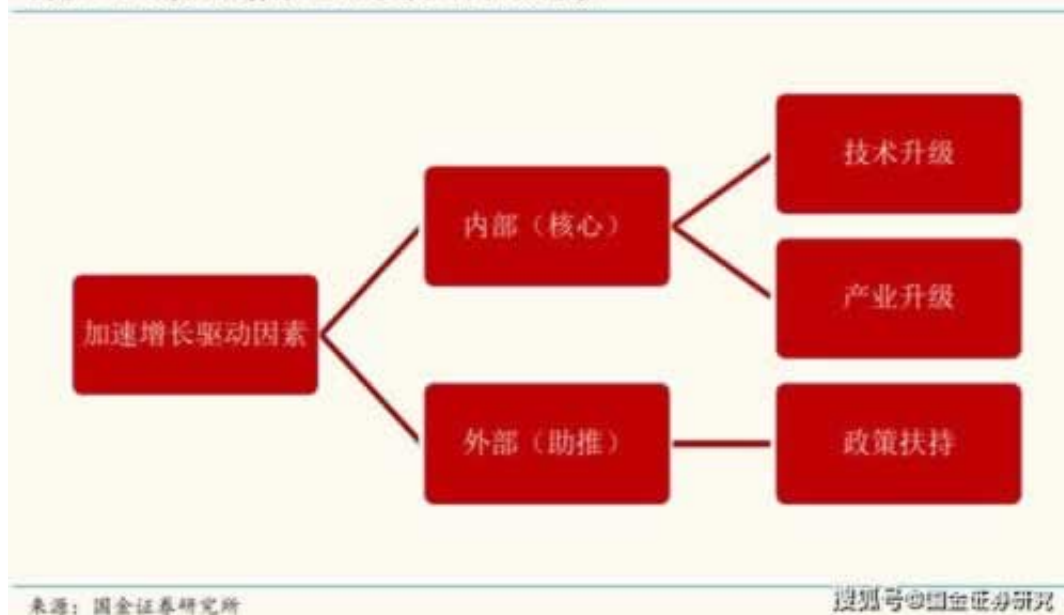 加速增长驱动因素
内部（核心）
外部（助推）
技术升级
产业升级
政策扶持
来源：国金证券研究所
搜狐号@国金证券研究